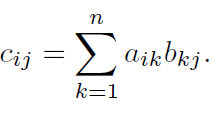 c_{ij} = \sum_{k=1}^{n} a_{ik} b_{kj}.